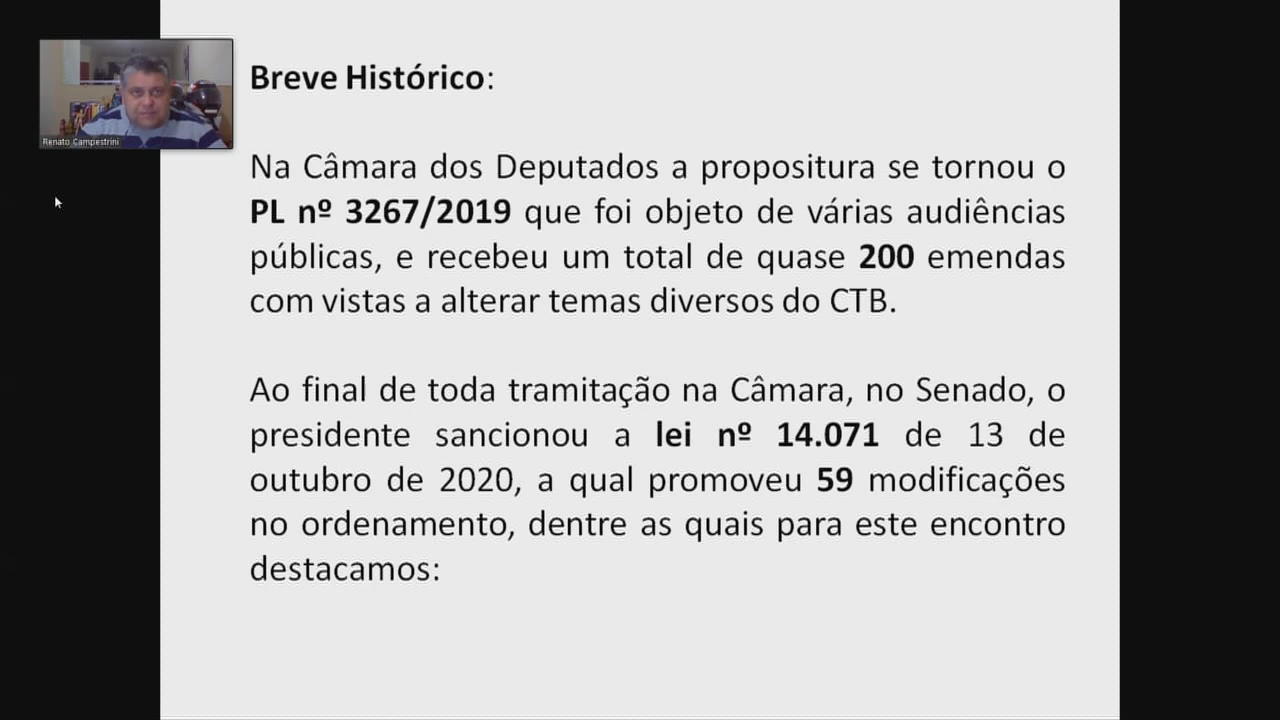 Renato Campestrini
Breve Histórico:
Na Câmara dos Deputados a propositura se tornou o
PL nº 3267/2019 que foi objeto de várias audiências
públicas, e recebeu um total de quase 200 emendas
com vistas a alterar temas diversos do CTB.
Ao final de toda tramitação na Câmara, no Senado, o
presidente sancionou a lei nº 14.071 de 13 de
outubro de 2020, a qual promoveu 59 modificações
no ordenamento, dentre as quais para este encontro
destacamos: